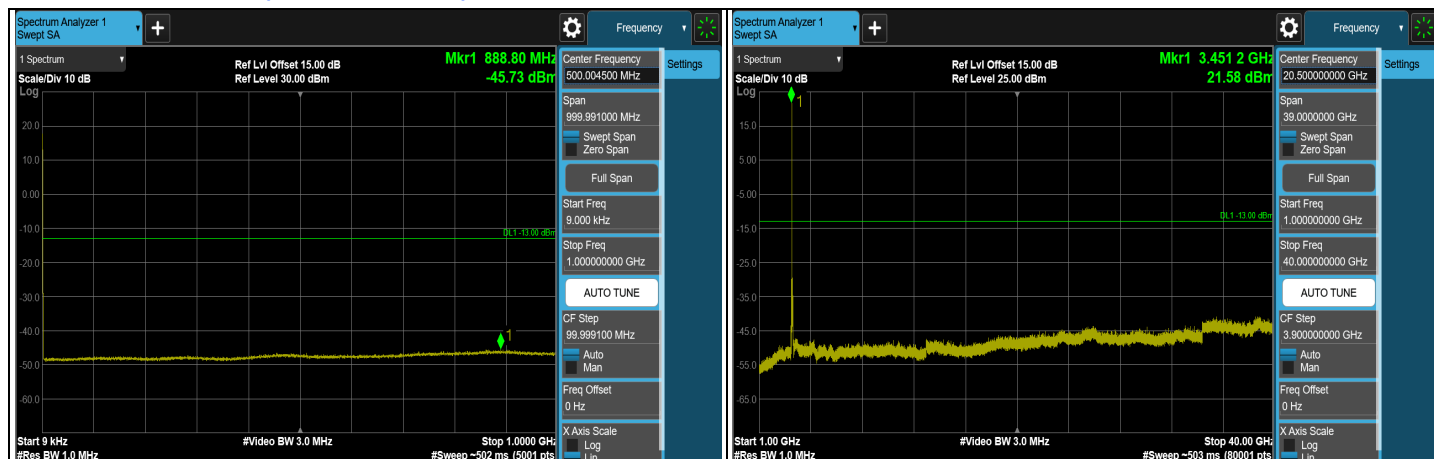 Spectrum Analyzer 1
Swept SA
+
Frequency
1 Spectrum
Scale/Div 10 dB
Log
Ref Lvl Offset 15.00 dB
Ref Level 30.00 dBm
Mkr1 888.80 MHz
-45.73 dBm
20.0
10.0
0.00
-10.0
-20.0
-30.0
-40.0
-50.0
-60.0
DL1 -13.00 dBm
1
Start 9 kHz
#Res BW 1.0 MHz
#Video BW 3.0 MHz
Stop 1.0000 GHz
#Sweep ~502 ms (5001 pts
Center Frequency
500.004500 MHz
Settings
Span
999.991000 MHz
Swept Span
Zero Span
Full Span
Start Freq
9.000 kHz
Stop Freq
1.000000000 GHz
AUTO TUNE
CF Step
99.999100 MHz
Auto
Man
Freq Offset
0 Hz
X Axis Scale
Log
Lin
Spectrum Analyzer 1
Swept SA
+
Frequency
1 Spectrum
Scale/Div 10 dB
Log
Ref Lvl Offset 15.00 dB
Ref Level 25.00 dBm
Mkr1 3.451 2 GHz
21.58 dBm
1
15.0
5.00
-5.00
-15.0
-25.0
-35.0
-45.0
-55.0
-65.0
DL1 -13.00 dBm
Start 1.00 GHz
#Res BW 1.0 MHz
#Video BW 3.0 MHz
Stop 40.00 GHz
#Sweep ~503 ms (80001 pts
Center Frequency
20.500000000 GHz
Settings
Span
39.0000000 GHz
Swept Span
Zero Span
Full Span
Start Freq
1.000000000 GHz
Stop Freq
40.000000000 GHz
AUTO TUNE
CF Step
3.900000000 GHz
Auto
Man
Freq Offset
0 Hz
X Axis Scale
Log
Lin